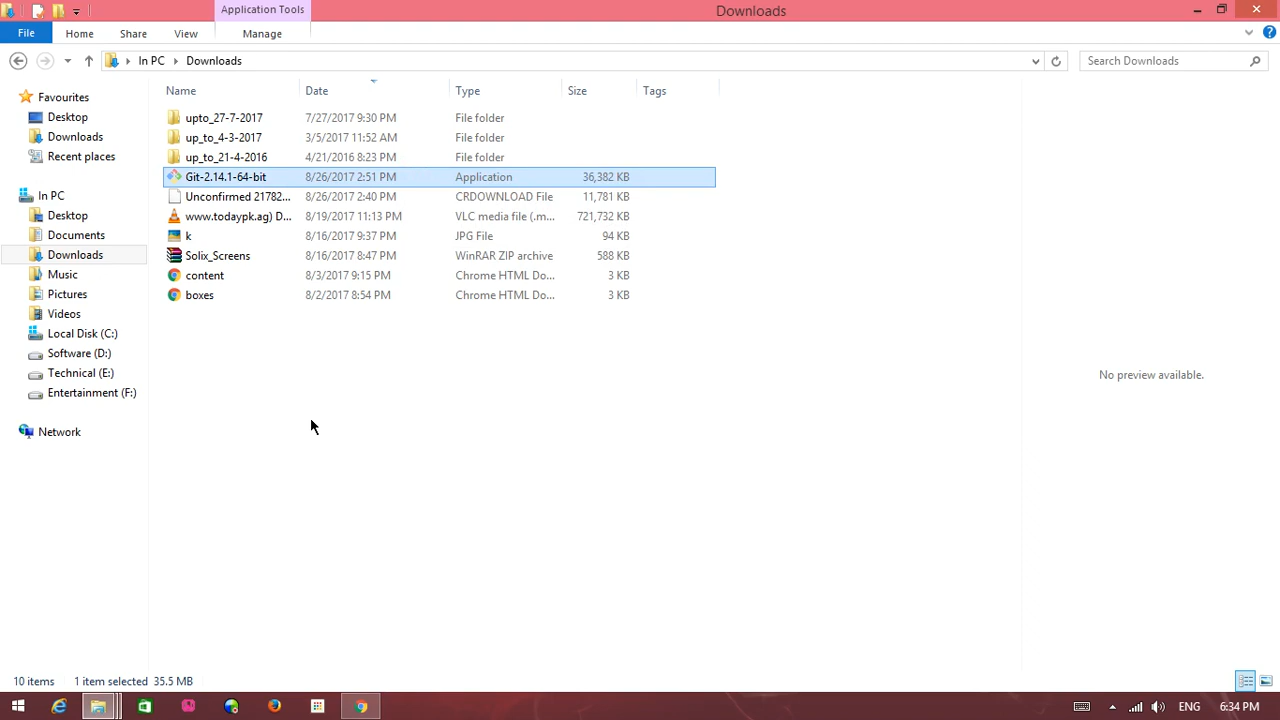 Application Tools
Downloads
File Home Share View Manage
In PC Downloads
Search Downloads
Name Date Type Size Tags
Favourites
Desktop
Downloads
Recent places
In PC
Desktop
Documents
Downloads
Music
Pictures
Videos
Local Disk (C:)
Software (D:)
Technical (E:)
Entertainment (F:)
Network
upto_27-7-2017 7/27/2017 9:30 PM File folder
up_to_4-3-2017 3/5/2017 11:52 AM File folder
up_to_21-4-2016 4/21/2016 8:23 PM File folder
Git-2.14.1-64-bit 8/26/2017 2:51 PM Application 36,382 KB
Unconfirmed 21782... 8/26/2017 2:40 PM CRDOWNLOAD File 11,781 KB
www.todaypk.ag) D... 8/19/2017 11:13 PM VLC media file (.m... 721,732 KB
k 8/16/2017 9:37 PM JPG File 94 KB
Solix_Screens 8/16/2017 8:47 PM WinRAR ZIP archive 588 KB
content 8/3/2017 9:15 PM Chrome HTML Do... 3 KB
boxes 8/2/2017 8:54 PM Chrome HTML Do... 3 KB
No preview available.
10 items 1 item selected 35.5 MB
ENG 6:34 PM